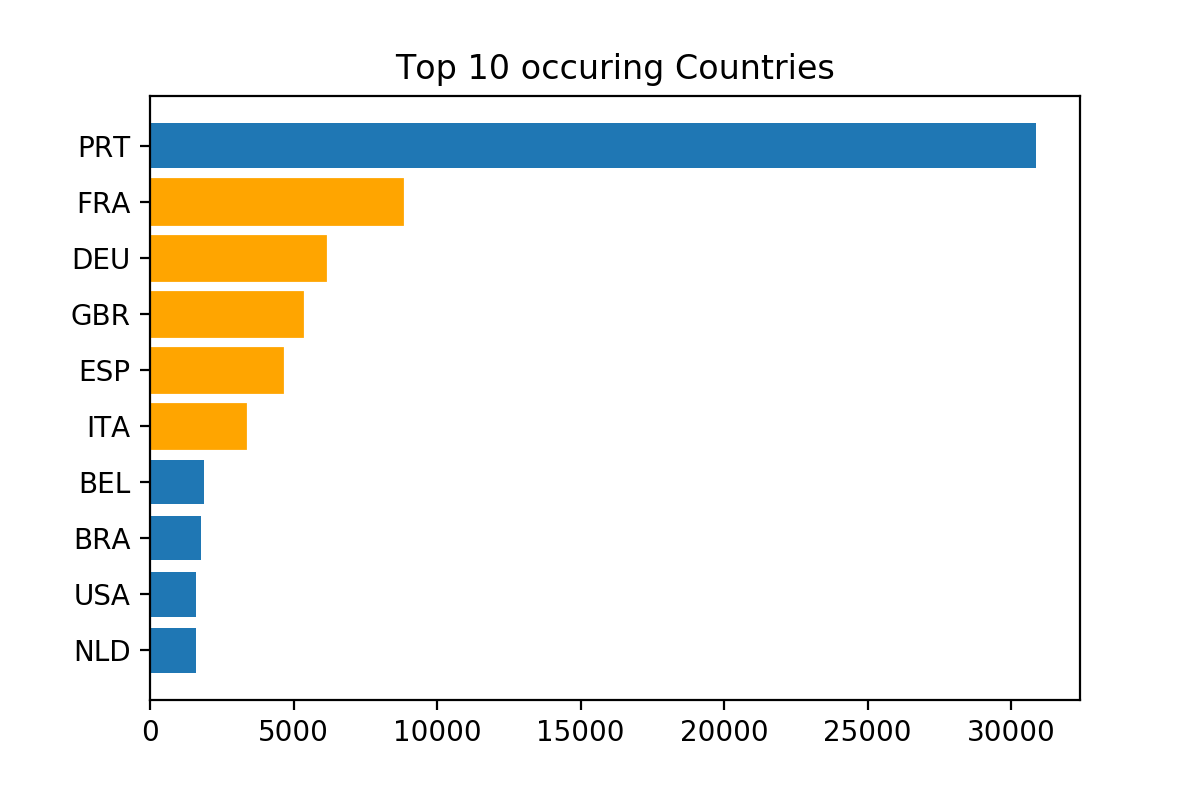 Top 10 occuring Countries
PRT
FRA
DEU
GBR
ESP
ITA
BEL
BRA
USA
NLD
0 5000 10000 15000 20000 25000 30000